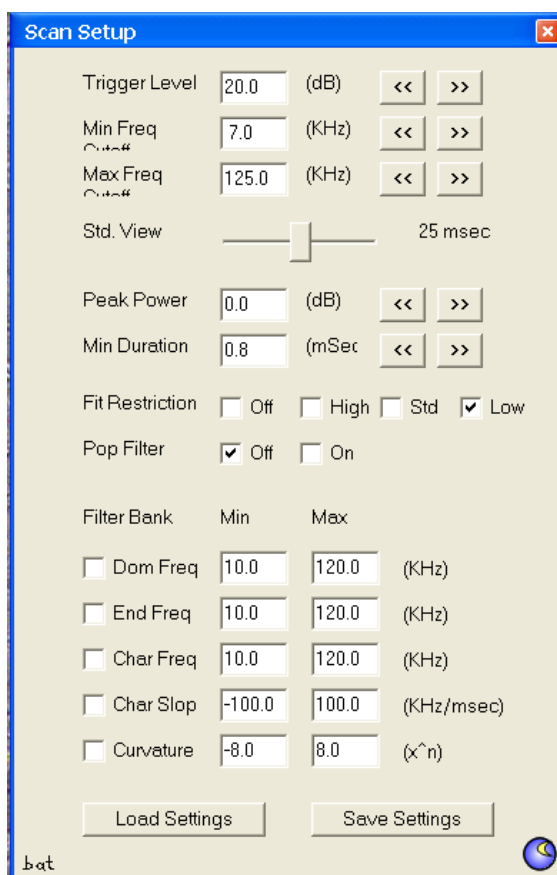 Scan Setup
Trigger Level 20.0 (dB) << >>
Min Freq 7.0 (KHz) << >>
Cutoff
Max Freq 125.0 (KHz) << >>
Cutoff
Std. View 25 msec
Peak Power 0.0 (dB) << >>
Min Duration 0.8 (mSec << >>
Fit Restriction Off High Std Low
Pop Filter Off On
Filter Bank Min Max
Dom Freq 10.0 120.0 (KHz)
End Freq 10.0 120.0 (KHz)
Char Freq 10.0 120.0 (KHz)
Char Slop -100.0 100.0 (KHz/msec)
Curvature -8.0 8.0 (x^n)
Load Settings Save Settings
bat